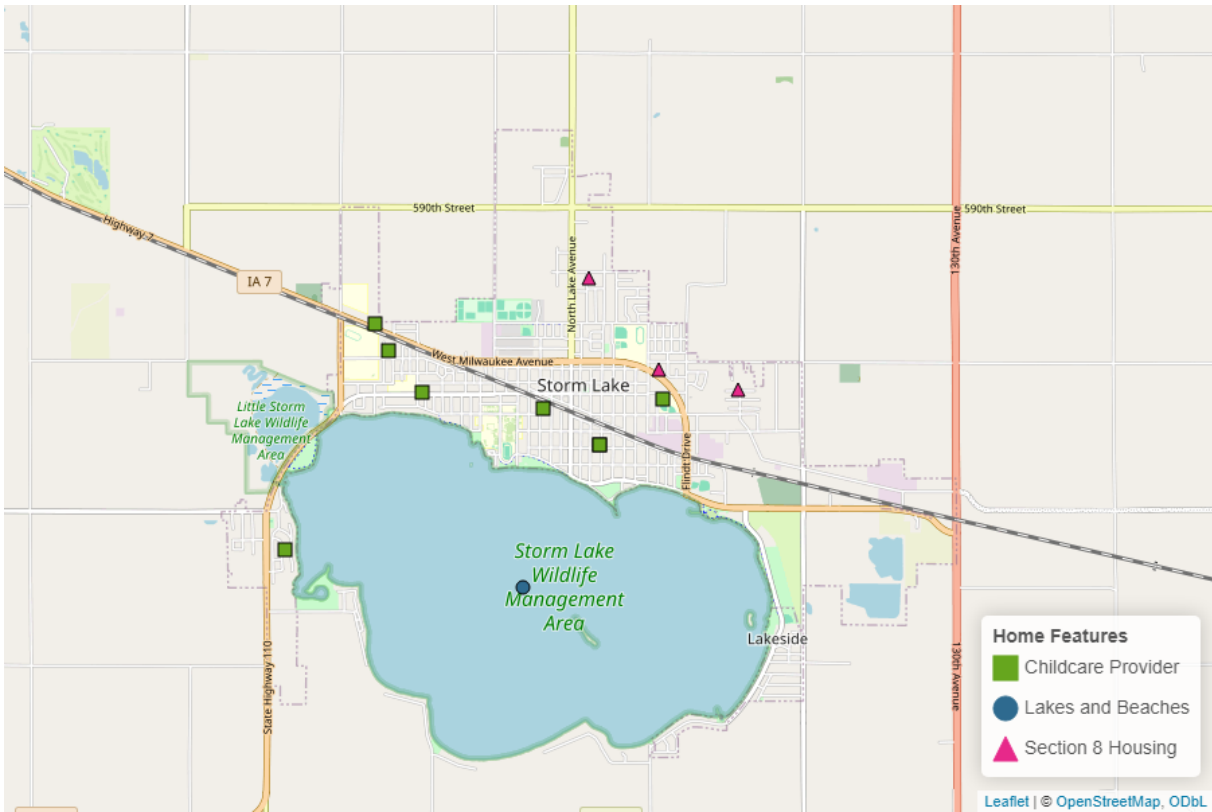 590th Street
590th Street
130th Avenue
Highway 7
IA 7
North Lake Avenue
West Milwaukee Avenue
Storm Lake
Little Storm
Lake Wildlife
Management
Area
Flindt Drive
Storm Lake
Wildlife
Management
Area
Lakeside
State Highway 110
130th Avenue
Home Features
Childcare Provider
Lakes and Beaches
Section 8 Housing
Leaflet | © OpenStreetMap, ODbL